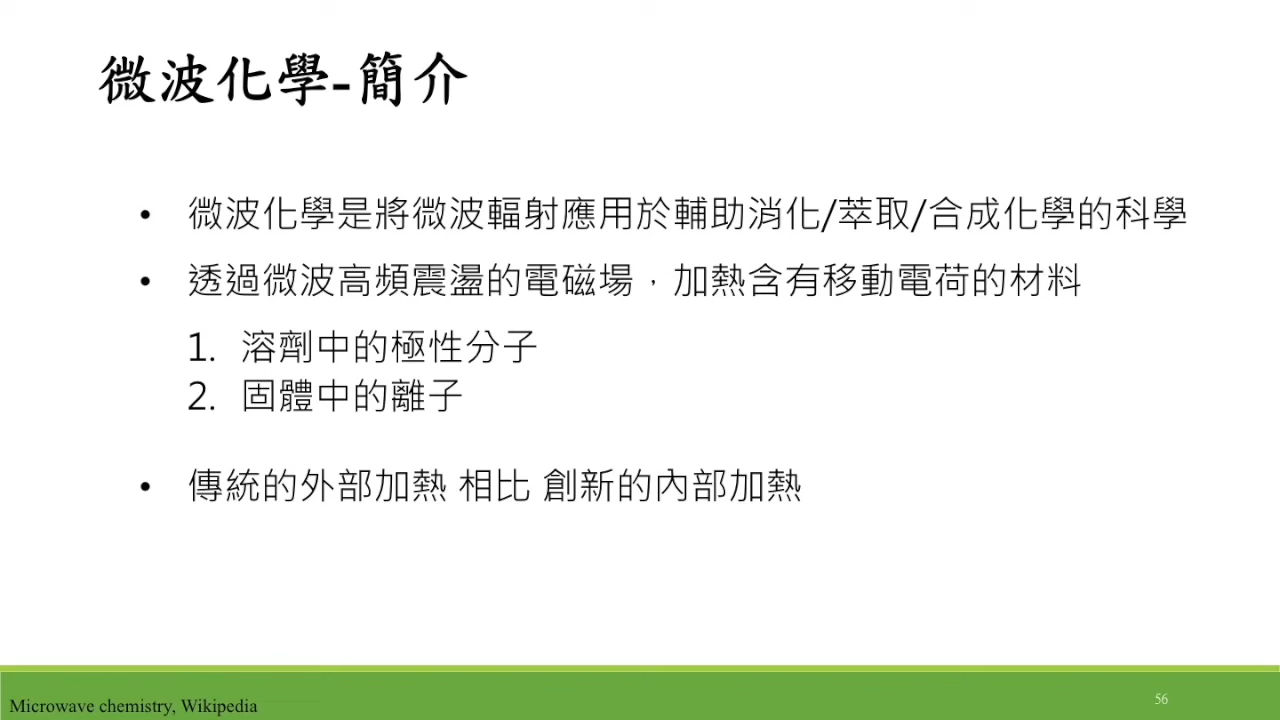 微波化學-簡介
• 微波化學是將微波輻射應用於輔助消化/萃取/合成化學的科學
• 透過微波高頻震盪的電磁場，加熱含有移動電荷的材料
1. 溶劑中的極性分子
2. 固體中的離子
• 傳統的外部加熱 相比 創新的內部加熱
Microwave chemistry, Wikipedia
56